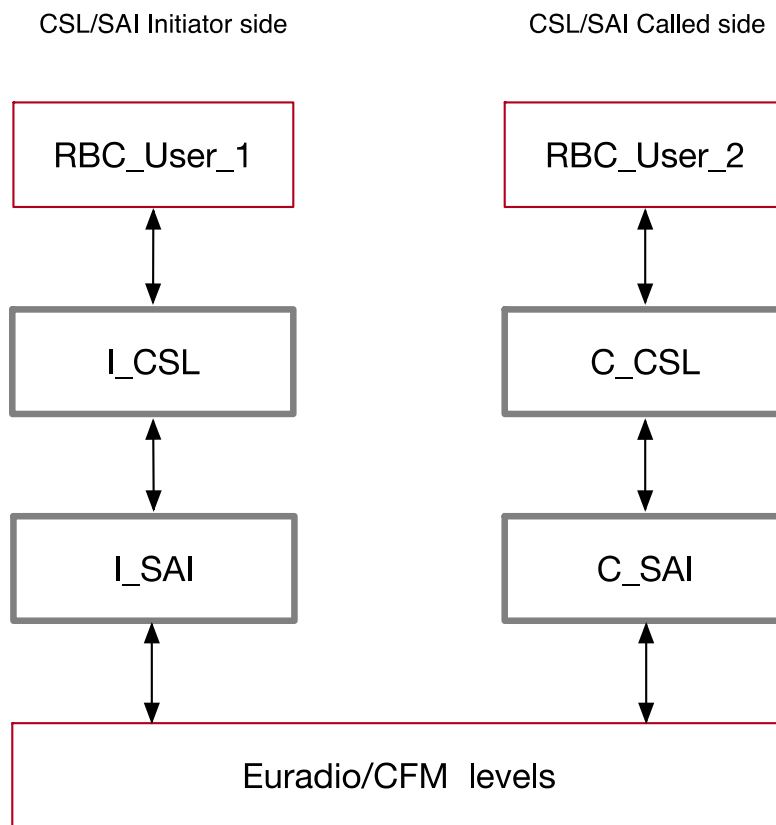 CSL/SAI Initiator side
CSL/SAI Called side
RBC_User_1
RBC_User_2
I_CSL
C_CSL
I_SAI
C_SAI
Euradio/CFM levels